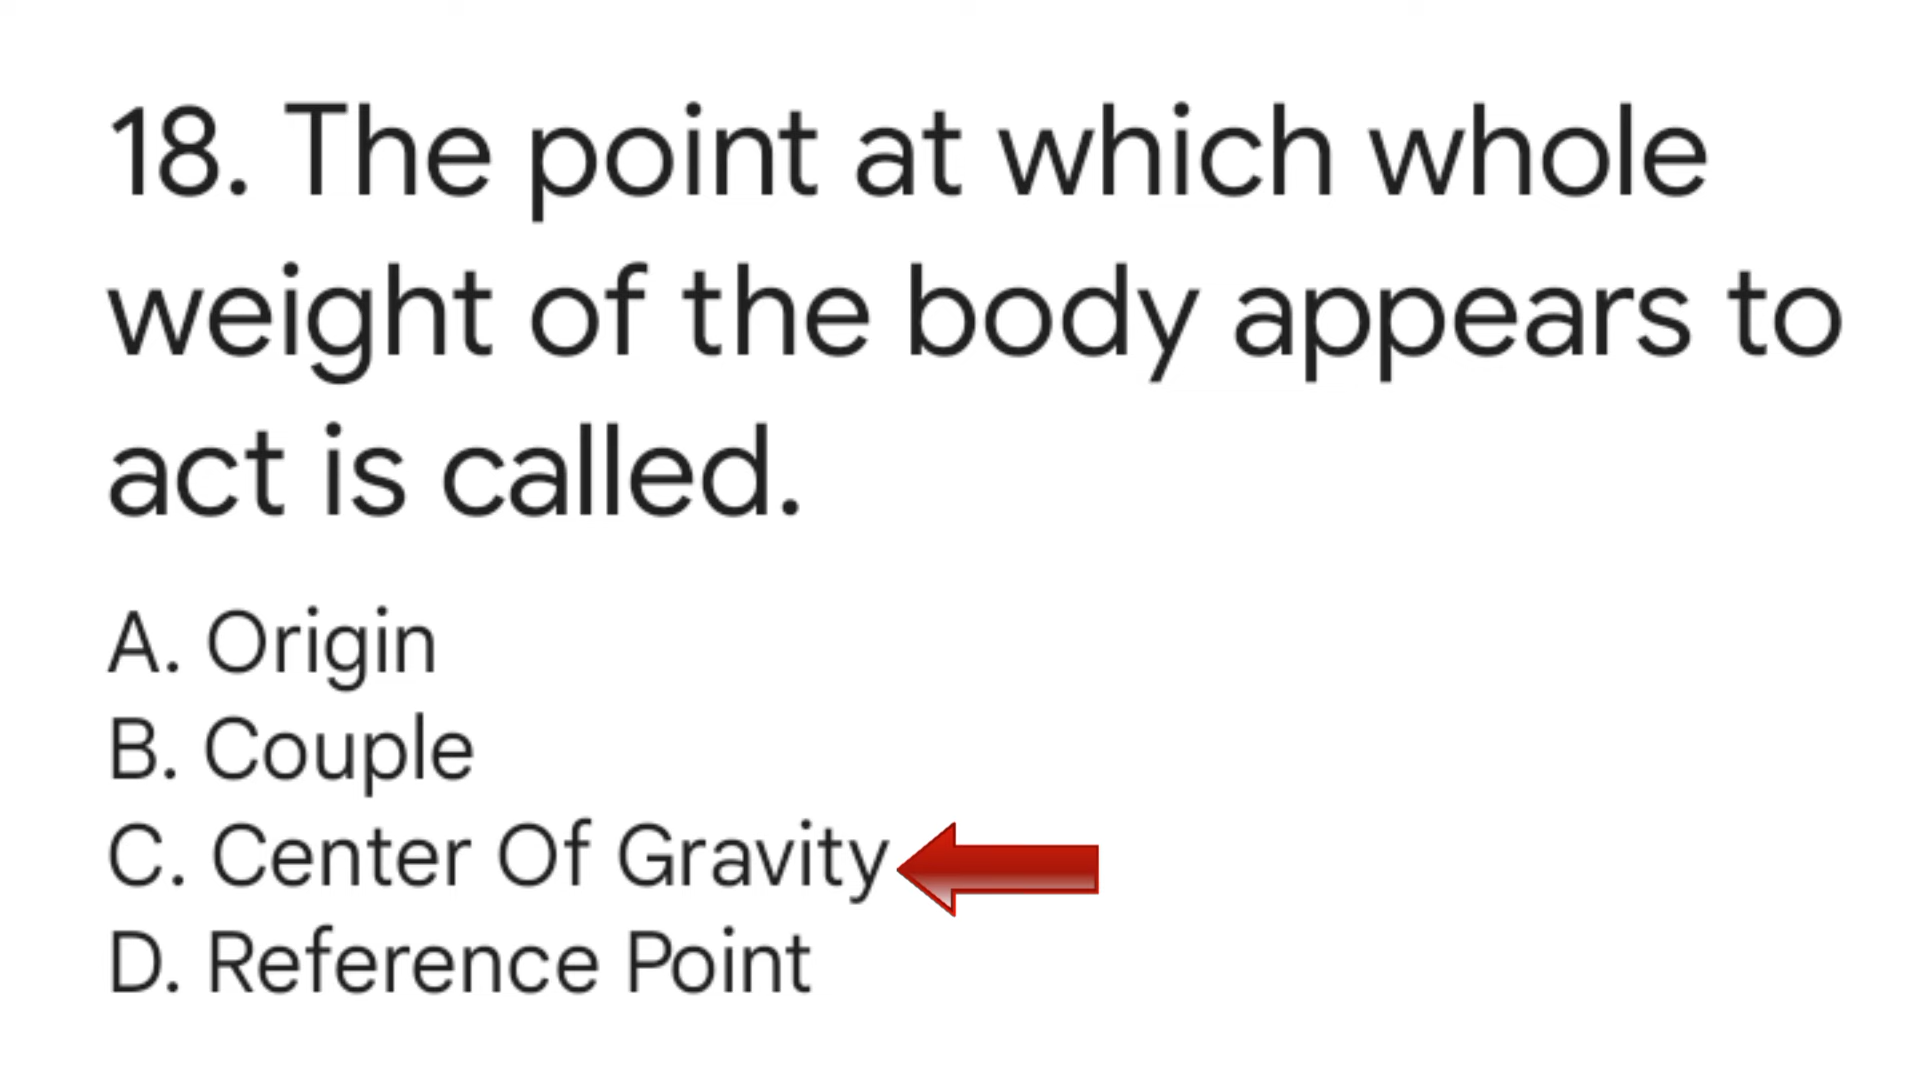 18. The point at which whole
weight of the body appears to
act is called.
A. Origin
B. Couple
C. Center Of Gravity
D. Reference Point